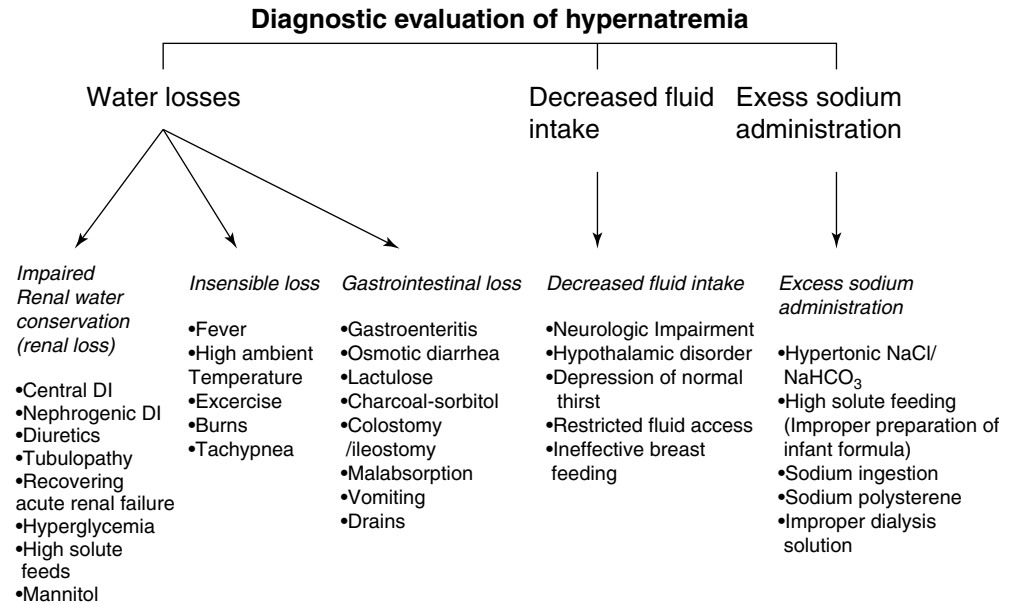 Diagnostic evaluation of hypernatremia
Water losses
Decreased fluid
intake
Exess sodium
administration
Impaired
Renal water
conservation
(renal loss)
•Central DI
•Nephrogenic DI
•Diuretics
•Tubulopathy
•Recovering
acute renal failure
•Hyperglycemia
•High solute
feeds
•Mannitol
Insensible loss
•Fever
•High ambient
Temperature
•Excercise
•Burns
•Tachypnea
Gastrointestinal loss
•Gastroenteritis
•Osmotic diarrhea
•Lactulose
•Charcoal-sorbitol
•Colostomy
/ileostomy
•Malabsorption
•Vomiting
•Drains
Decreased fluid intake
•Neurologic Impairment
•Hypothalamic disorder
•Depression of normal
thirst
•Restricted fluid access
•Ineffective breast
feeding
Excess sodium
administration
•Hypertonic NaCl/
NaHCO₃
•High solute feeding
(Improper preparation of
infant formula)
•Sodium ingestion
•Sodium polysterene
•Improper dialysis
solution